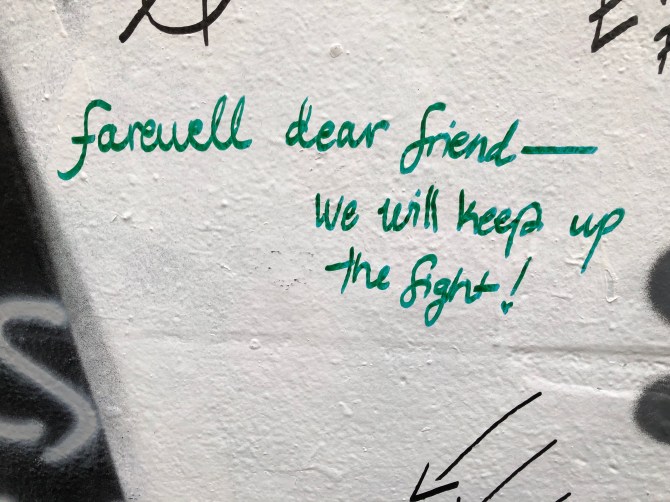 farewell dear friend—
we will keep up
the fight!